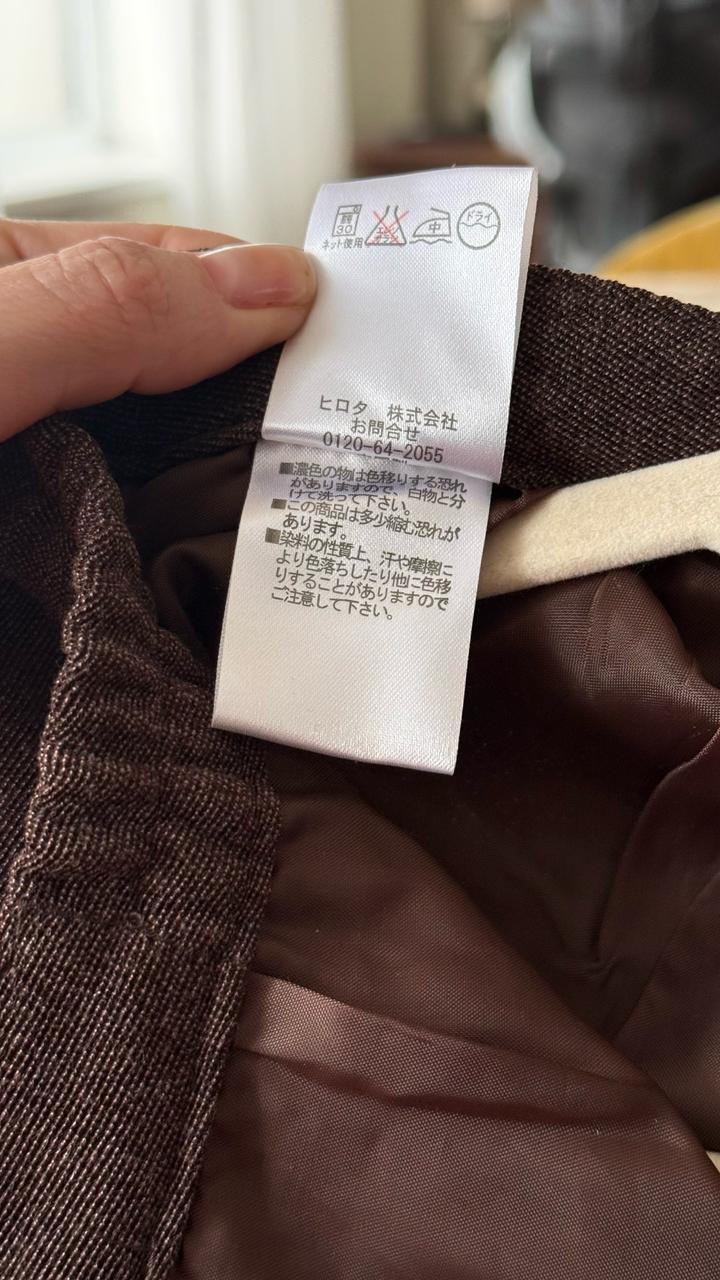 30
ネット使用
中
ドライ
ヒロタ 株式会社
お問合せ
0120-64-2055
■濃色の物は色移りする恐れ
がありますので、白物と分
けて洗って下さい。
■この商品は多少縮む恐れが
あります。
■染料の性質上、汗や摩擦に
より色落ちしたり他に色移
りすることがありますので
ご注意して下さい。